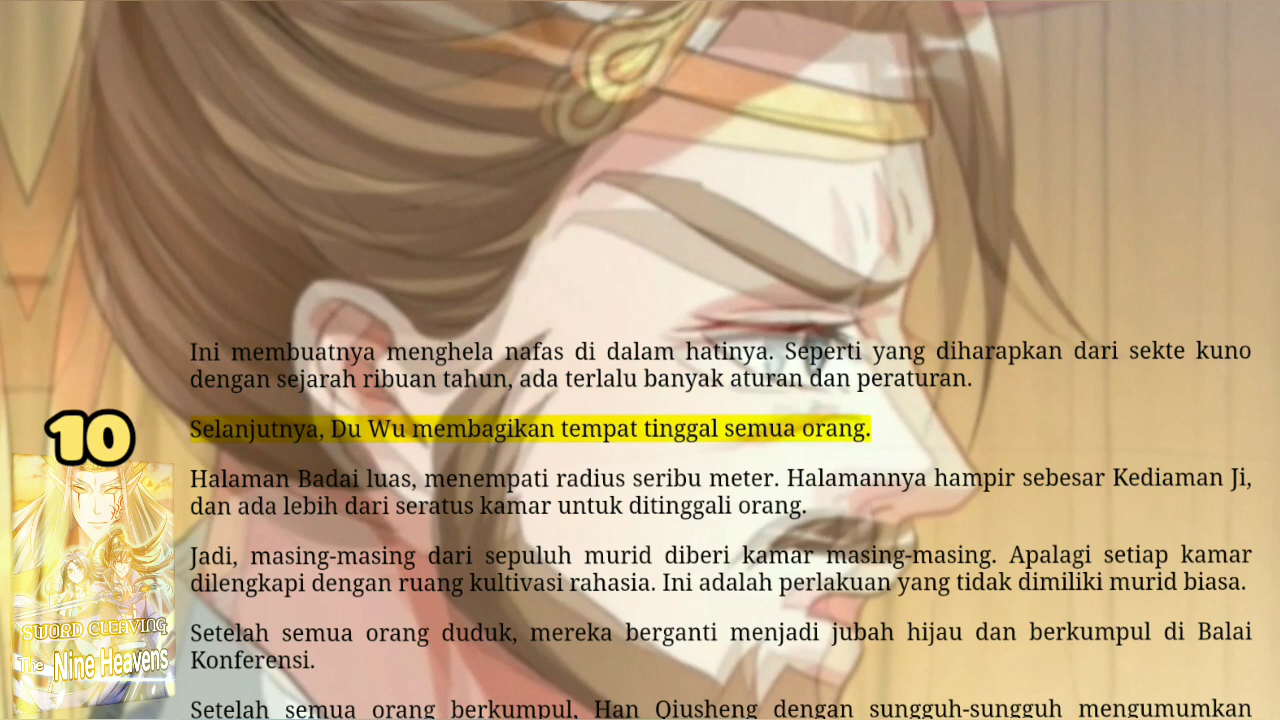 Ini membuatnya menghela nafas di dalam hatinya. Seperti yang diharapkan dari sekte kuno
dengan sejarah ribuan tahun, ada terlalu banyak aturan dan peraturan.
Selanjutnya, Du Wu membagikan tempat tinggal semua orang.
Halaman Badai luas, menempati radius seribu meter. Halamannya hampir sebesar Kediaman Ji,
dan ada lebih dari seratus kamar untuk ditinggali orang.
Jadi, masing-masing dari sepuluh murid diberi kamar masing-masing. Apalagi setiap kamar
dilengkapi dengan ruang kultivasi rahasia. Ini adalah perlakuan yang tidak dimiliki murid biasa.
Setelah semua orang duduk, mereka berganti menjadi jubah hijau dan berkumpul di Balai
Konferensi.
Setelah semua orang berkumpul, Han Qiusheng dengan sungguh-sungguh mengumumkan
10
SWORD CLEAVING
The Nine Heavens